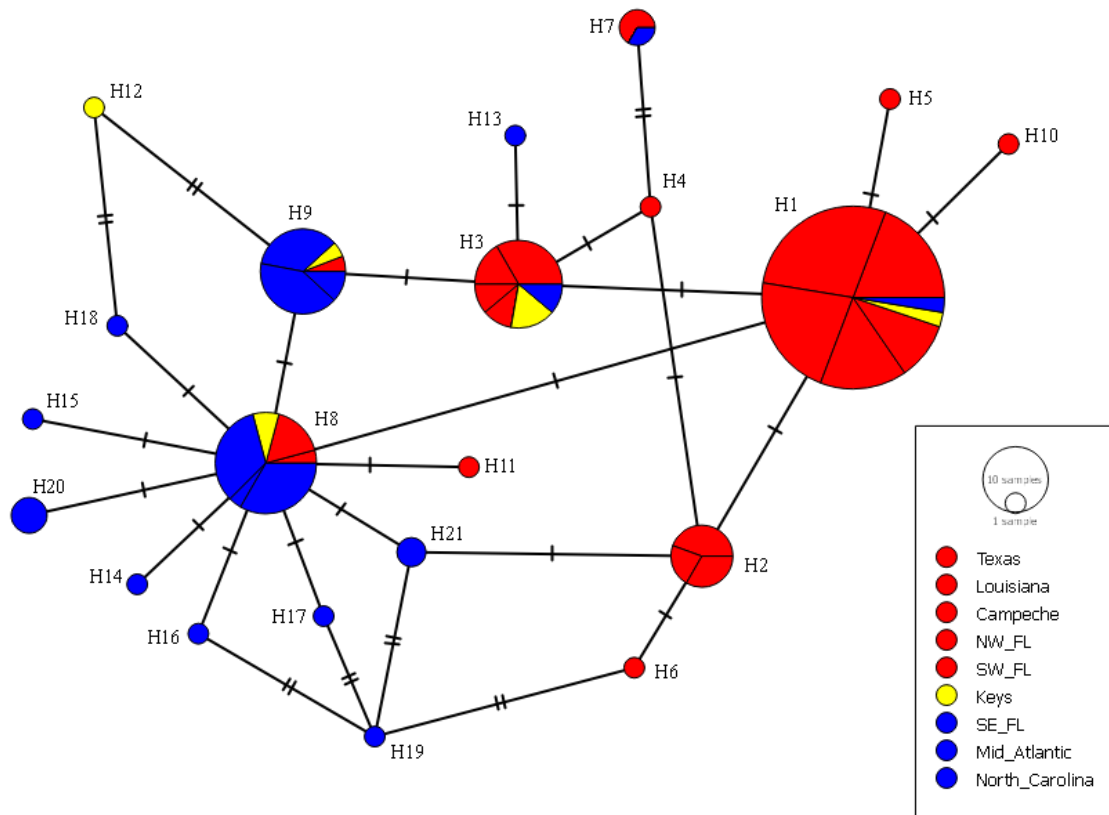 H7
H12
H5
H13
H10
H4
H1
H9
H3
H18
H15
H8
H11
H20
H21
H2
H14
H17
H16
H6
H19
10 samples
1 sample
Texas
Louisiana
Campeche
NW_FL
SW_FL
Keys
SE_FL
Mid_Atlantic
North_Carolina